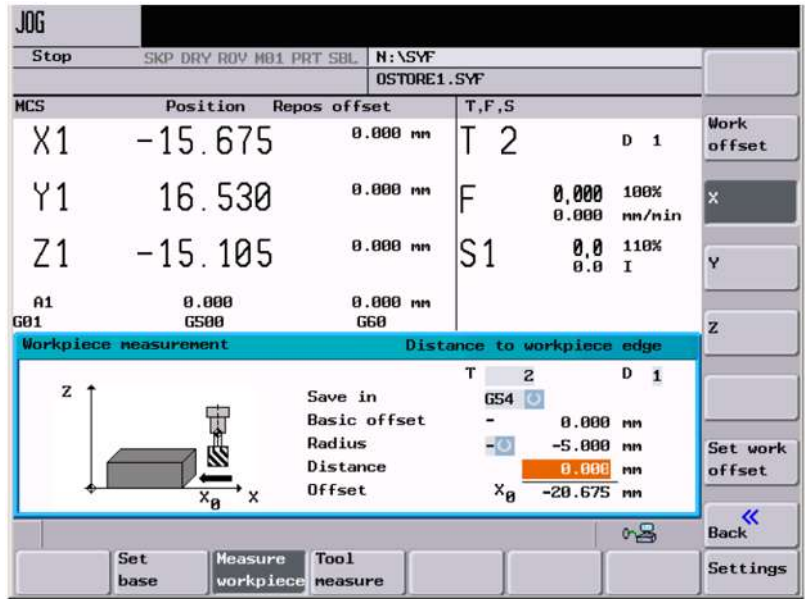 JOG
Stop SKP DRY ROV M01 PRT SBL N:\SYF
OSTORE1.SYF
MCS Position Repos offset T,F,S
X1 -15.675 0.000 mm T 2 D 1
Y1 16.530 0.000 mm F 0,000 100%
0.000 mm/min
Z1 -15.105 0.000 mm S1 0,0 110%
0.0 I
A1 0.000 0.000 mm
G01 G500 G60
Work
offset
X
Y
Z
Set work
offset
«
Back
Workpiece measurement Distance to workpiece edge
T 2 D 1
Z
X0 X
Save in G54
Basic offset - 0.000 mm
Radius - -5.000 mm
Distance 0.000 mm
Offset X0 -20.675 mm
Set
base
Measure
workpiece
Tool
measure
Settings